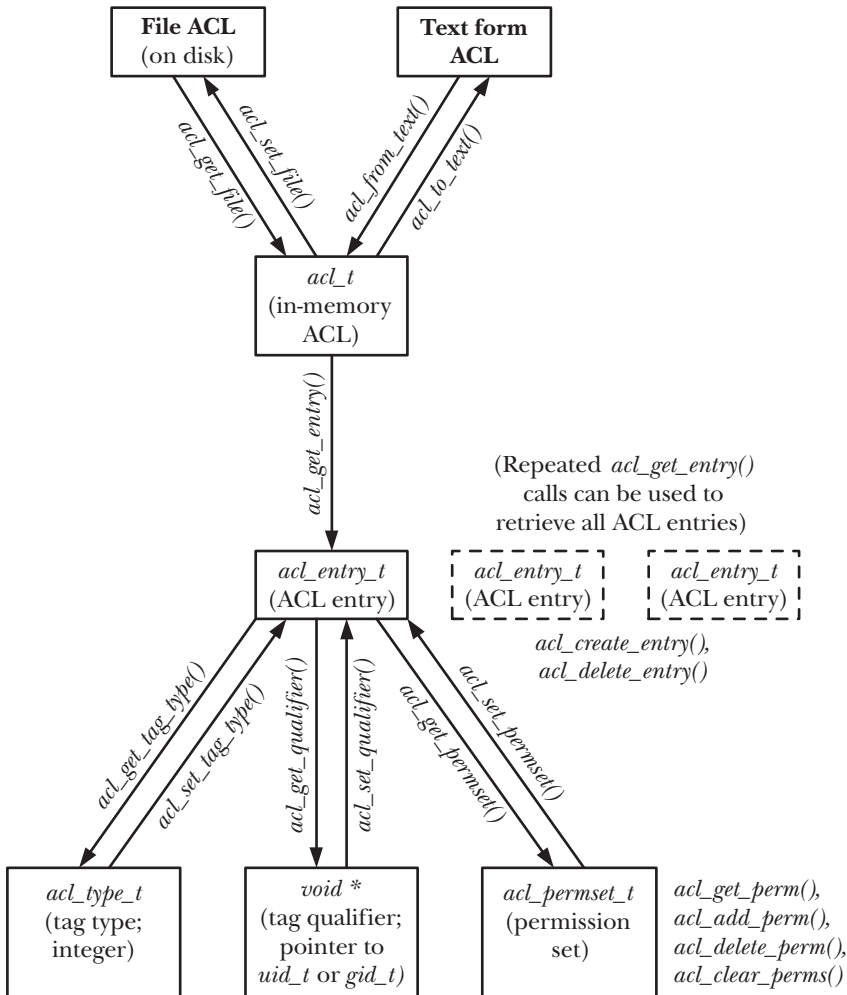 File ACL
(on disk)
Text form
ACL
acl_get_file()
acl_set_file()
acl_from_text()
acl_to_text()
acl_t
(in-memory
ACL)
acl_get_entry()
(Repeated acl_get_entry()
calls can be used to
retrieve all ACL entries)
acl_entry_t
(ACL entry)
acl_entry_t
(ACL entry)
acl_entry_t
(ACL entry)
acl_create_entry(),
acl_delete_entry()
acl_get_tag_type()
acl_set_tag_type()
acl_get_qualifier()
acl_set_qualifier()
acl_get_permset()
acl_set_permset()
acl_type_t
(tag type;
integer)
void *
(tag qualifier;
pointer to
uid_t or gid_t)
acl_permset_t
(permission
set)
acl_get_perm(),
acl_add_perm(),
acl_delete_perm(),
acl_clear_perms()